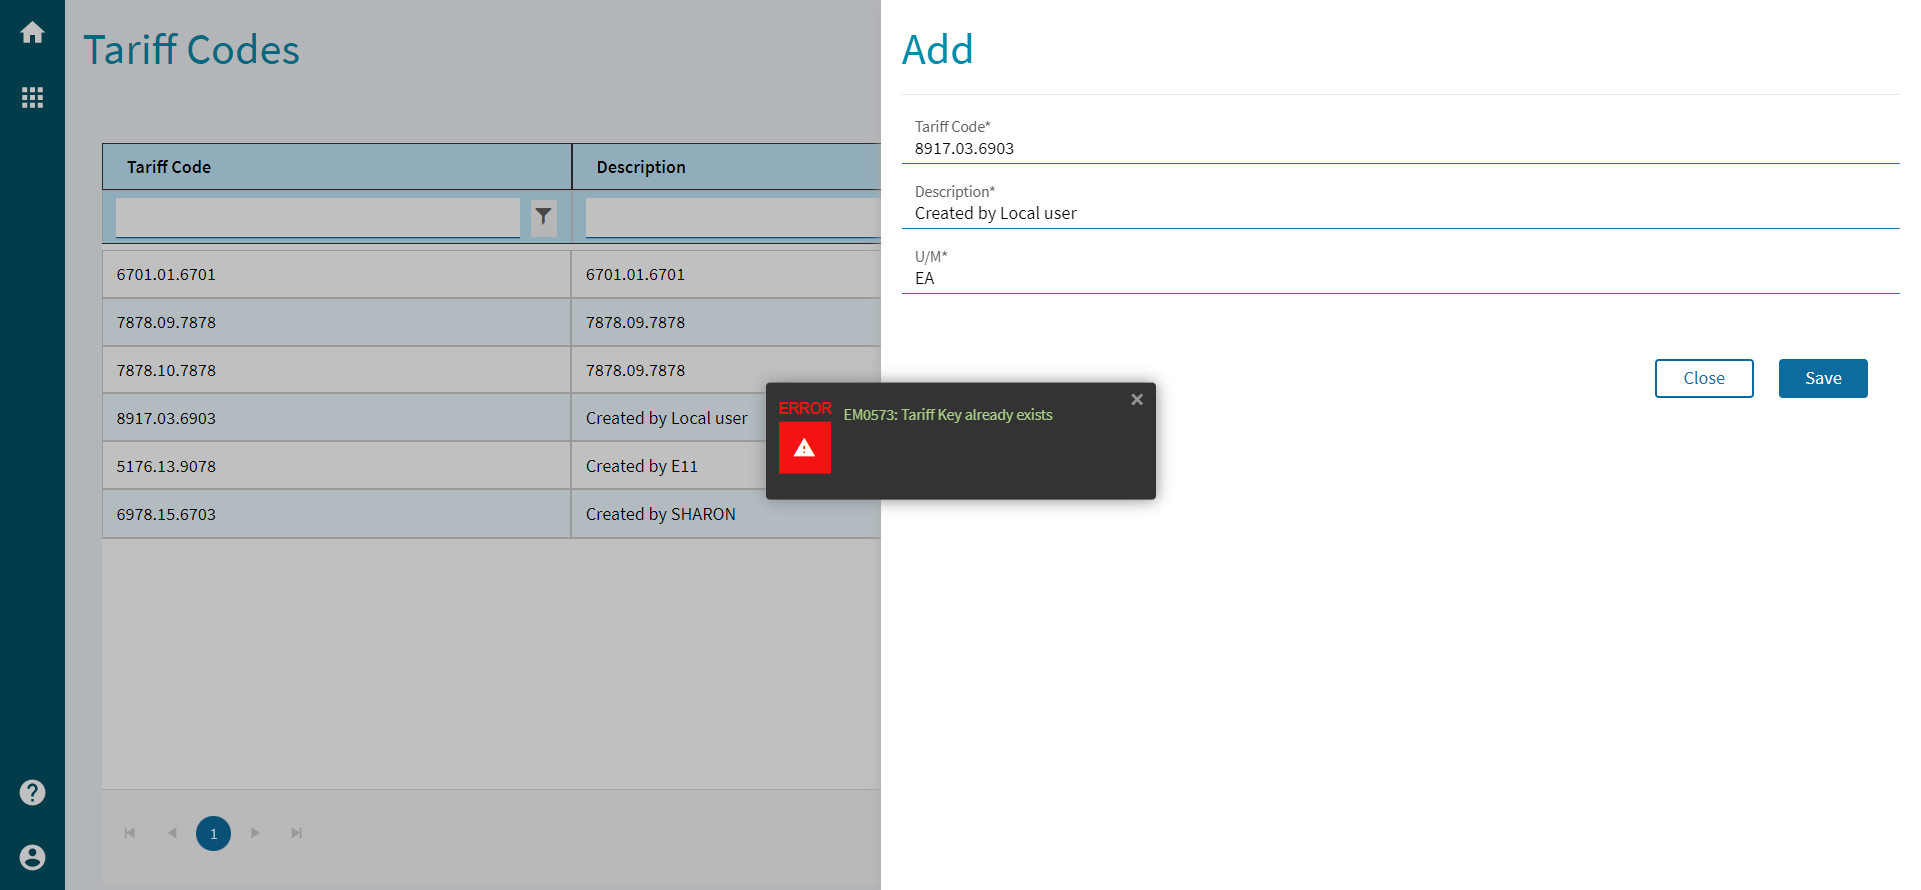 Tariff Codes
Tariff Code
Description
6701.01.6701
6701.01.6701
7878.09.7878
7878.09.7878
7878.10.7878
7878.09.7878
8917.03.6903
Created by Local user
5176.13.9078
Created by E11
6978.15.6703
Created by SHARON
1
Add
Tariff Code*
8917.03.6903
Description*
Created by Local user
U/M*
EA
Close
Save
ERROR
EM0573: Tariff Key already exists